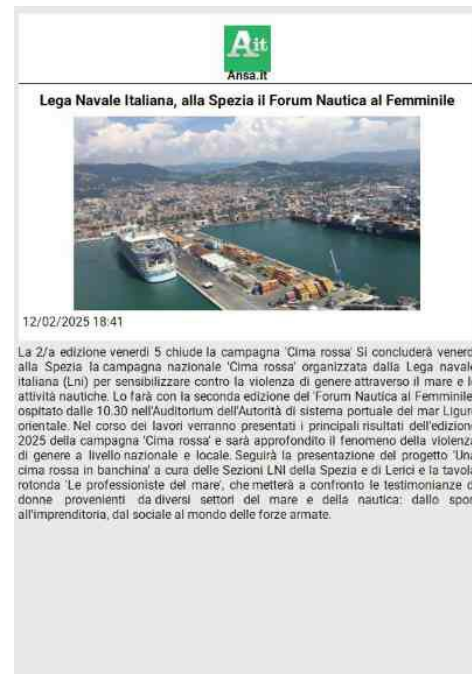 Ait
Ansa.it
Lega Navale Italiana, alla Spezia il Forum Nautica al Femminile
12/02/2025 18:41
La 2/a edizione venerdì 5 chiude la campagna 'Cima rossa' Si concluderà venerd
alla Spezia la campagna nazionale 'Cima rossa' organizzata dalla Lega navale
italiana (Lni) per sensibilizzare contro la violenza di genere attraverso il mare e le
attività nautiche. Lo farà con la seconda edizione del 'Forum Nautica al Femminile'
ospitato dalle 10.30 nell'Auditorium dell'Autorità di sistema portuale del mar Ligure
orientale. Nel corso dei lavori verranno presentati i principali risultati dell'edizione
2025 della campagna 'Cima rossa' e sarà approfondito il fenomeno della violenza
di genere a livello nazionale e locale. Seguirà la presentazione del progetto 'Una
cima rossa in banchina' a cura delle Sezioni LNI della Spezia e di Lerici e la tavola
rotonda 'Le professioniste del mare', che metterà a confronto le testimonianze d
donne provenienti da diversi settori del mare e della nautica: dallo spor
all'imprenditoria, dal sociale al mondo delle forze armate.